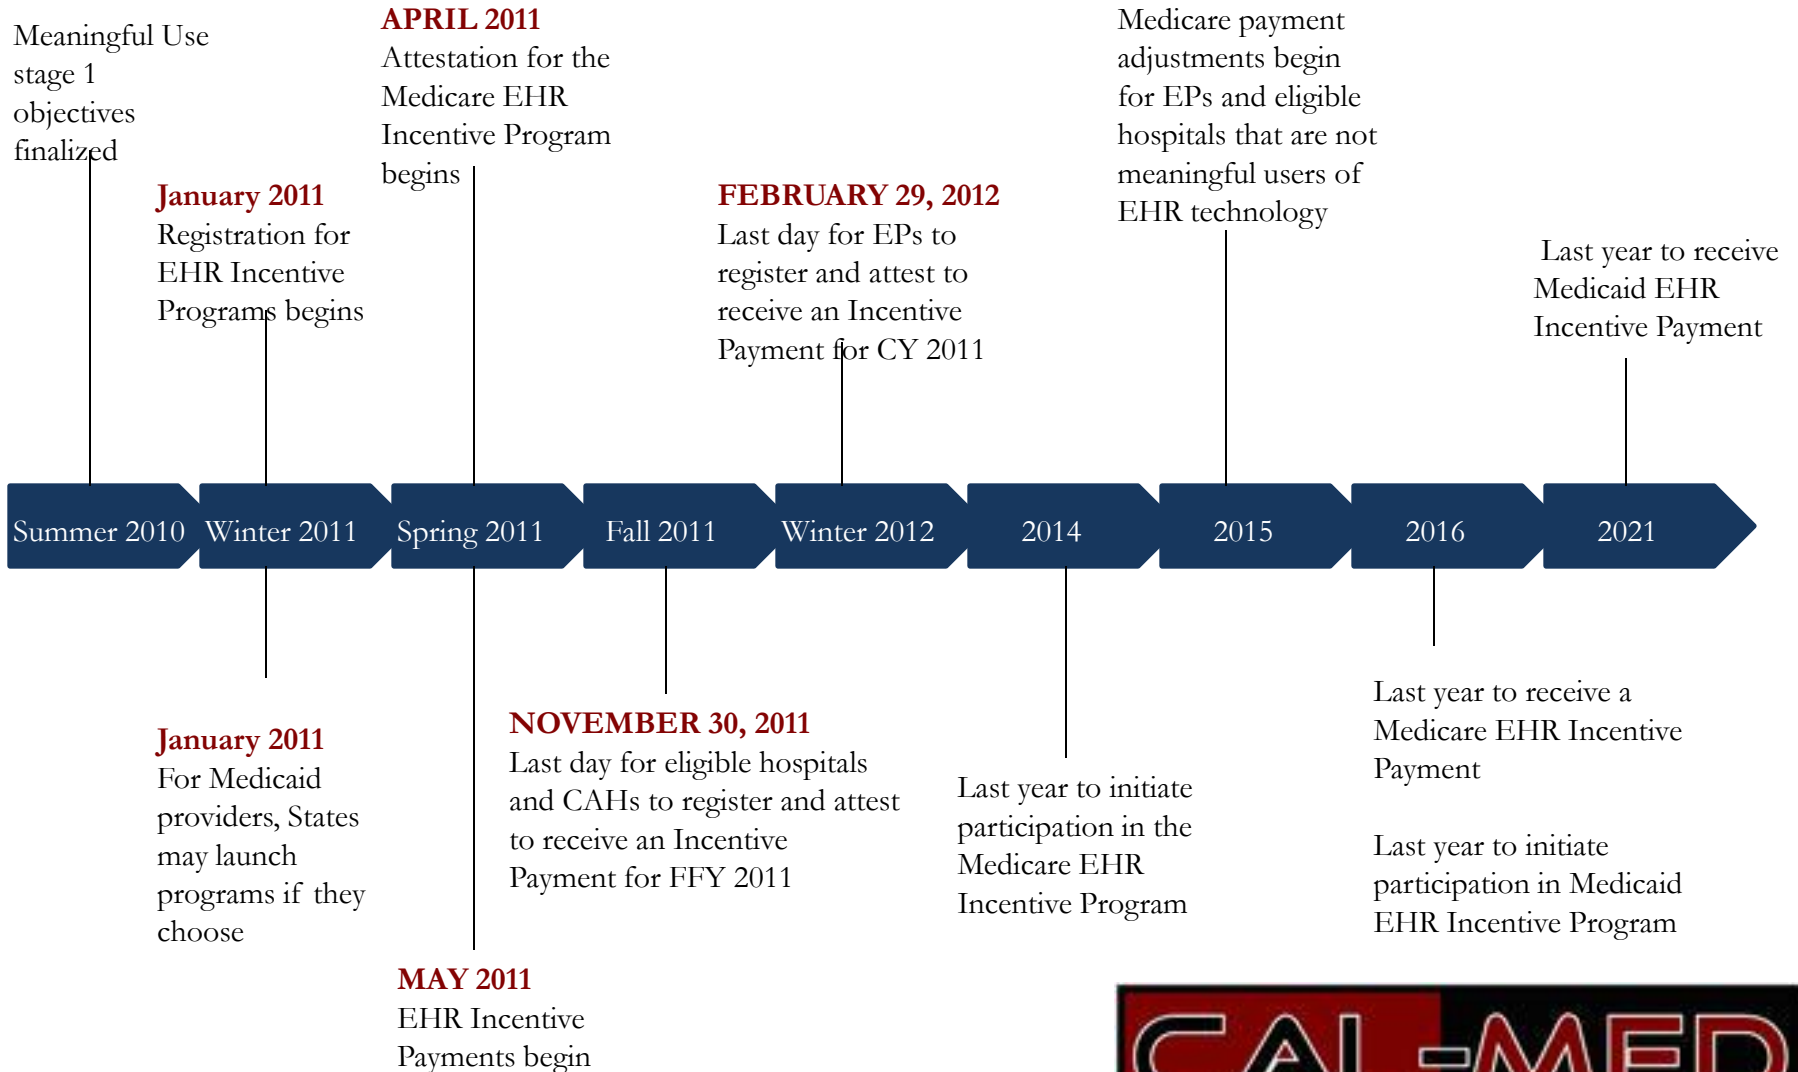 Meaningful Use
stage 1
objectives
finalized
January 2011
Registration for
EHR Incentive
Programs begins
APRIL 2011
Attestation for the
Medicare EHR
Incentive Program
begins
FEBRUARY 29, 2012
Last day for EPs to
register and attest to
receive an Incentive
Payment for CY 2011
Medicare payment
adjustments begin
for EPs and eligible
hospitals that are not
meaningful users of
EHR technology
Last year to receive
Medicaid EHR
Incentive Payment
Summer 2010
Winter 2011
Spring 2011
Fall 2011
Winter 2012
2014
2015
2016
2021
January 2011
For Medicaid
providers, States
may launch
programs if they
choose
MAY 2011
EHR Incentive
Payments begin
NOVEMBER 30, 2011
Last day for eligible hospitals
and CAHs to register and attest
to receive an Incentive
Payment for FFY 2011
Last year to initiate
participation in the
Medicare EHR
Incentive Program
Last year to receive a
Medicare EHR Incentive
Payment
Last year to initiate
participation in Medicaid
EHR Incentive Program
CAL-MED